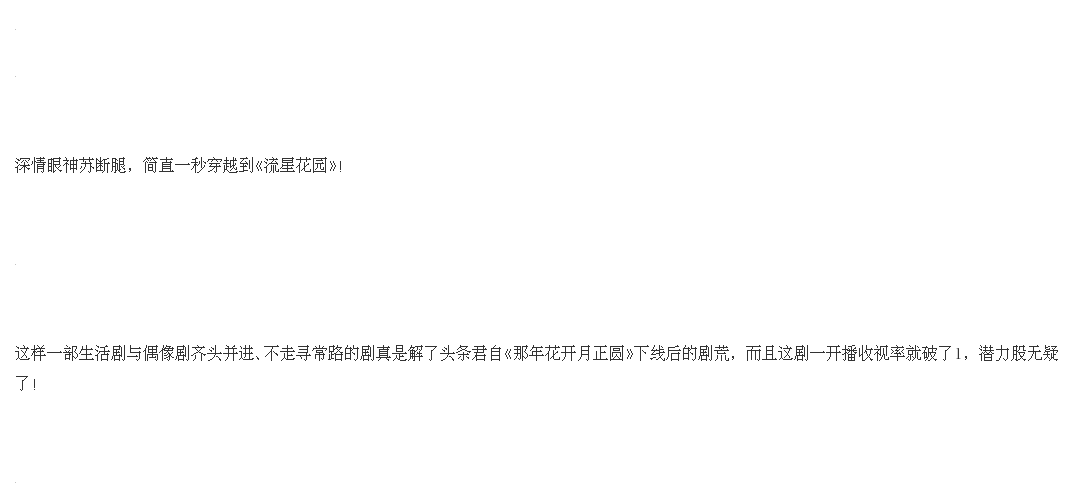 深情眼神苏断腿，简直一秒穿越到《流星花园》！
这样一部生活剧与偶像剧齐头并进、不走寻常路的剧真是解了头条君自《那年花开月正圆》下线后的剧荒，而且这剧一开播收视率就破了1，潜力股无疑
了！